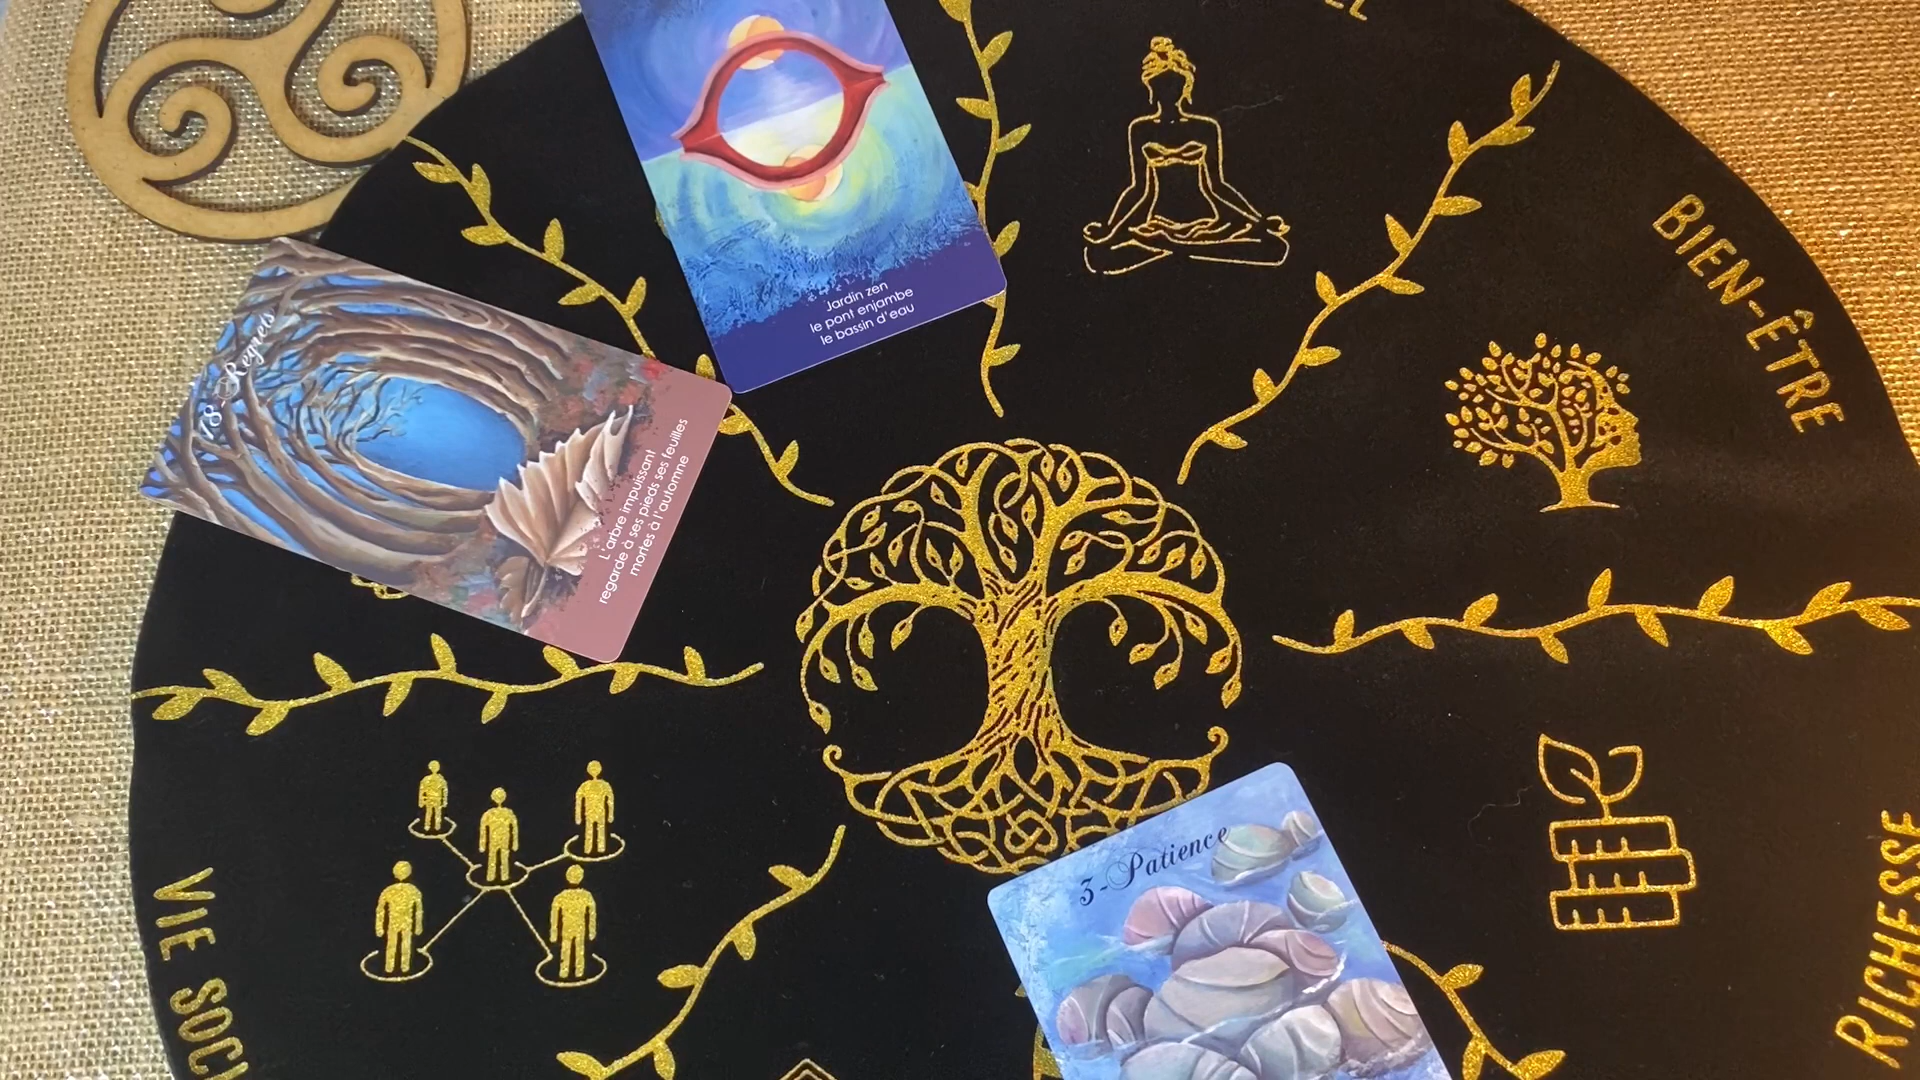 Jardin zen
le pont enjambe
le bassin d'eau
BIEN-ÊTRE
18-Regrets
L'arbre impuissant
regarde à ses pieds ses feuilles
mortes à l'automne
3-Patience
RICHESSE
VIE SOCI